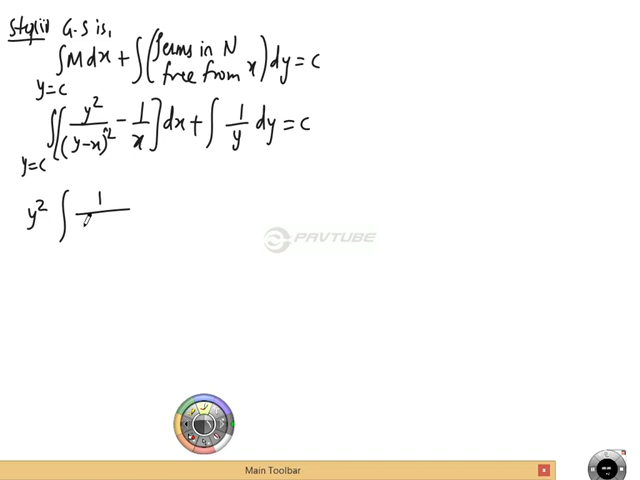 Step iii G.S is,
∫Mdx + ∫(Terms in N free from x)dy = c
y=c
∫[y²/(y-x)² - 1/x]dx + ∫ 1/y dy = c
y=c
y² ∫ 1
PAVTUBE
Main Toolbar